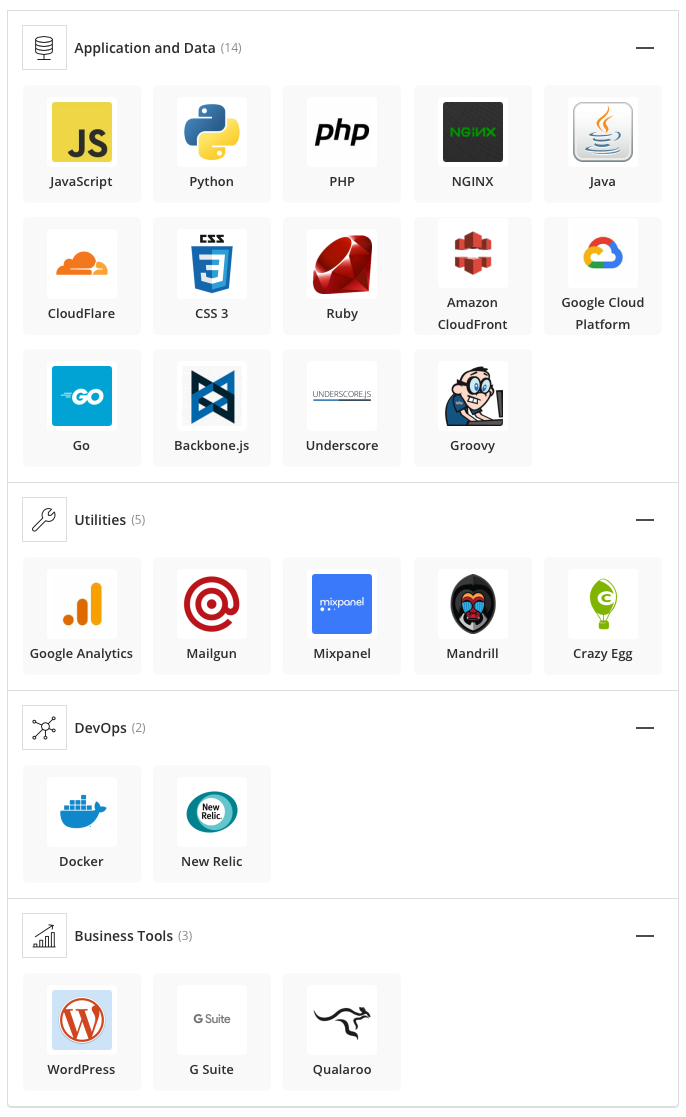 Application and Data (14)
JS
php
NGINX
JavaScript
Python
PHP
NGINX
Java
CSS
3
CloudFlare
CSS 3
Ruby
Amazon
CloudFront
Google Cloud
Platform
GO
UNDERSCORE.JS
Go
Backbone.js
Underscore
Groovy
Utilities (5)
mixpanel
Google Analytics
Mailgun
Mixpanel
Mandrill
Crazy Egg
DevOps (2)
New
Relic.
Docker
New Relic
Business Tools (3)
W
G Suite
WordPress
G Suite
Qualaroo